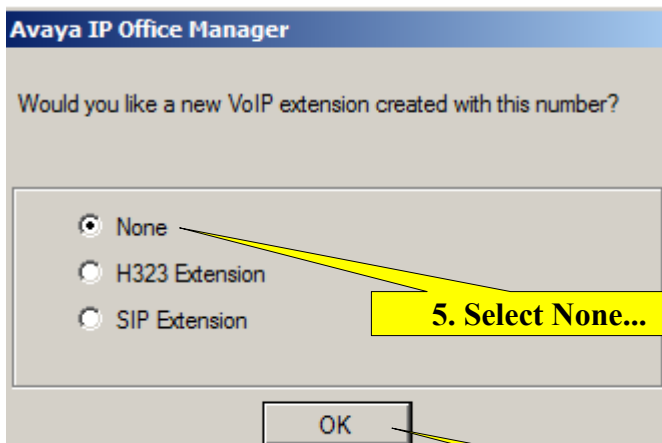 Avaya IP Office Manager
Would you like a new VoIP extension created with this number?
None
H323 Extension
SIP Extension
5. Select None...
OK